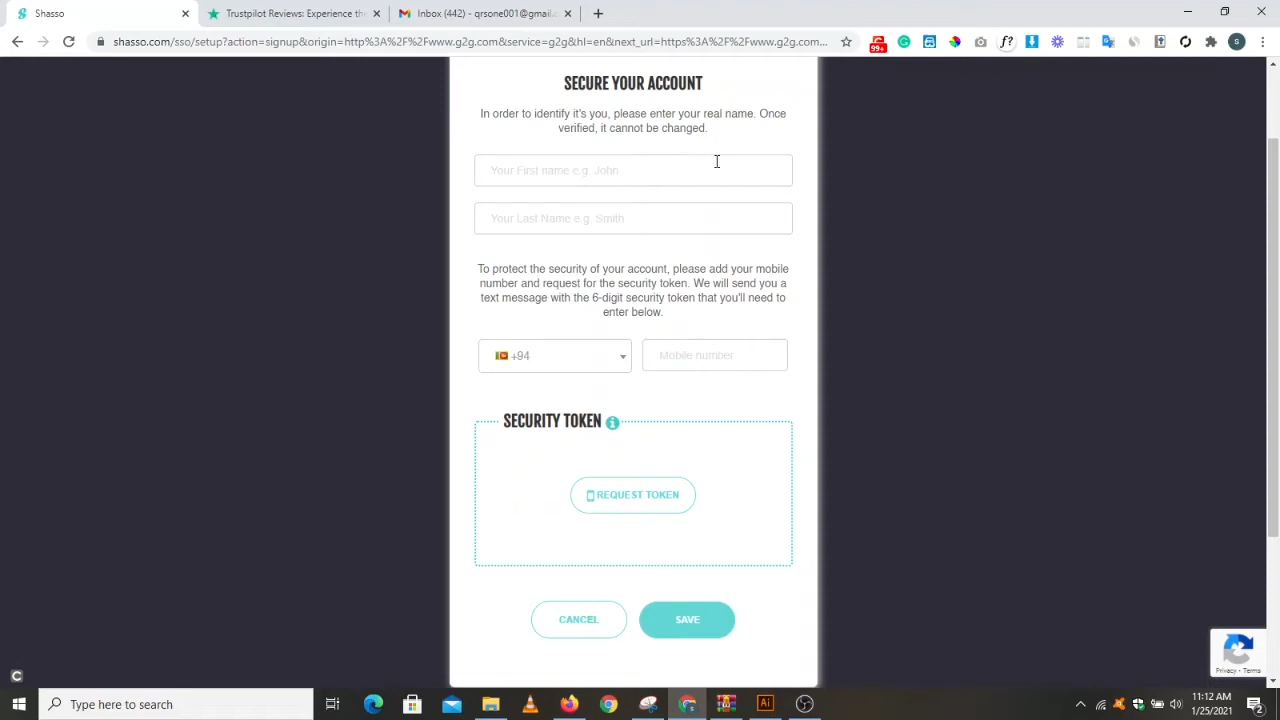 Shasso
Trustpilot Reviews: Experience the
Inbox (442) - qrsone001@gmail.c
shasso.com/sso/setup?action=signup&origin=http%3A%2F%2Fwww.g2g.com&service=g2g&hl=en&next_url=https%3A%2F%2Fwww.g2g.com...
99+
f?
S
SECURE YOUR ACCOUNT
In order to identify it's you, please enter your real name. Once
verified, it cannot be changed.
Your First name e.g. John
Your Last Name e.g. Smith
To protect the security of your account, please add your mobile
number and request for the security token. We will send you a
text message with the 6-digit security token that you'll need to
enter below.
+94
Mobile number
SECURITY TOKEN
REQUEST TOKEN
CANCEL
SAVE
Privacy - Terms
Type here to search
Ai
11:12 AM
1/25/2021